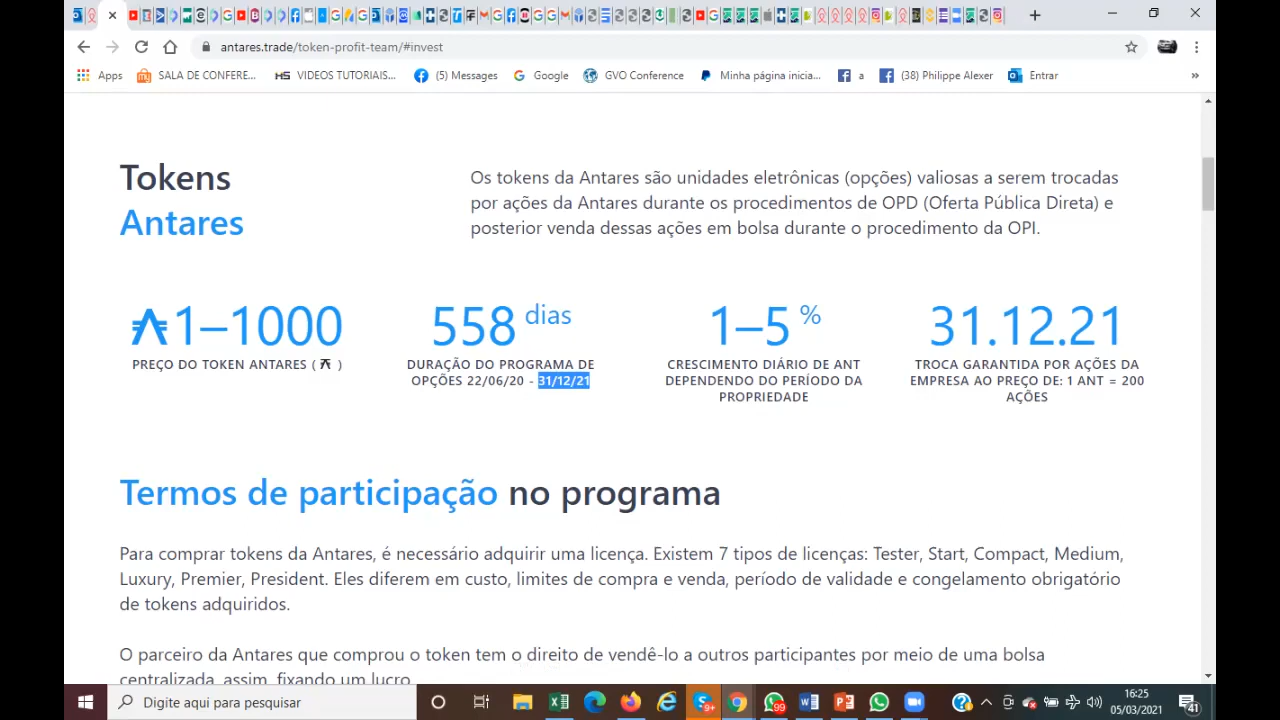 antares.trade/token-profit-team/#invest
Apps SALA DE CONFERE... VIDEOS TUTORIAIS... (5) Messages Google GVO Conference Minha página inicia... a (38) Philippe Alexer Entrar
Tokens
Antares
Os tokens da Antares são unidades eletrônicas (opções) valiosas a serem trocadas
por ações da Antares durante os procedimentos de OPD (Oferta Pública Direta) e
posterior venda dessas ações em bolsa durante o procedimento da OPI.
1–1000
PREÇO DO TOKEN ANTARES ( )
558 dias
DURAÇÃO DO PROGRAMA DE
OPÇÕES 22/06/20 - 31/12/21
1–5 %
CRESCIMENTO DIÁRIO DE ANT
DEPENDENDO DO PERÍODO DA
PROPRIEDADE
31.12.21
TROCA GARANTIDA POR AÇÕES DA
EMPRESA AO PREÇO DE: 1 ANT = 200
AÇÕES
Termos de participação no programa
Para comprar tokens da Antares, é necessário adquirir uma licença. Existem 7 tipos de licenças: Tester, Start, Compact, Medium,
Luxury, Premier, President. Eles diferem em custo, limites de compra e venda, período de validade e congelamento obrigatório
de tokens adquiridos.
O parceiro da Antares que comprou o token tem o direito de vendê-lo a outros participantes por meio de uma bolsa
centralizada, assim, fixando um lucro
Digite aqui para pesquisar
16:25
05/03/2021